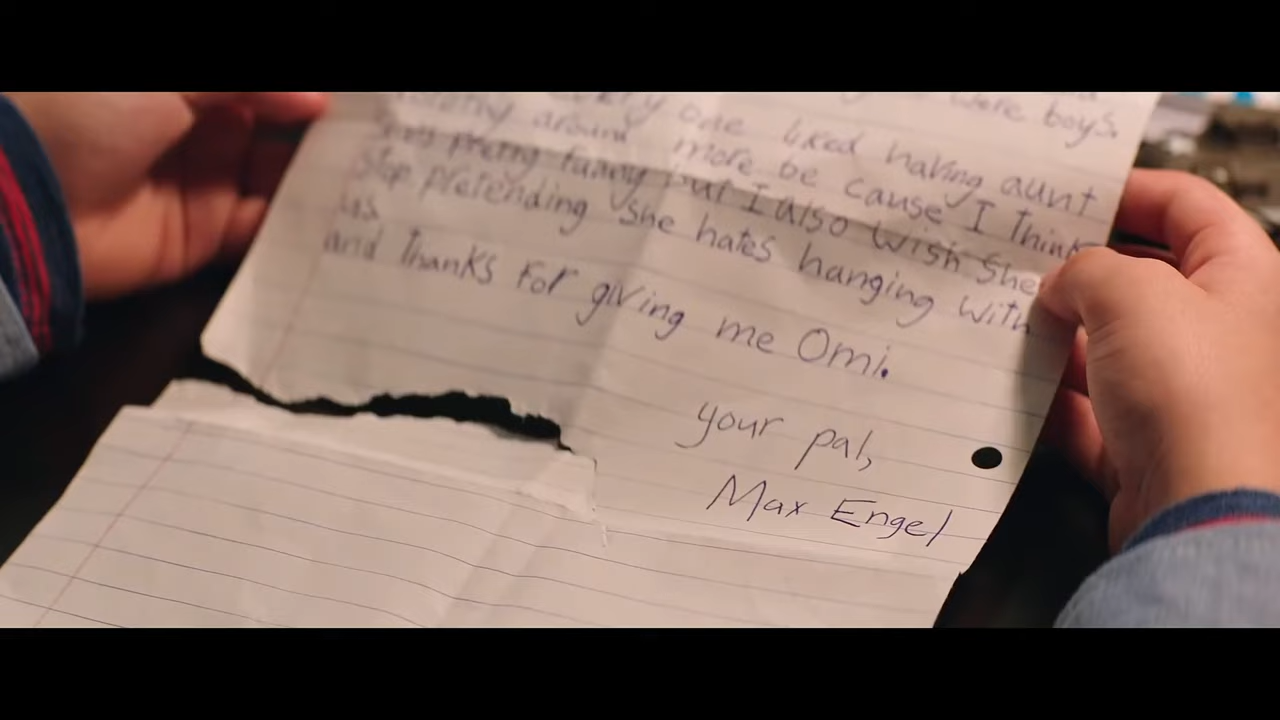 were boys.
one liked having aunt
around more be cause I think
pretty funny but I also wish she
stop pretending she hates hanging with
us
and thanks for giving me Omi.
your pal,
Max Engel